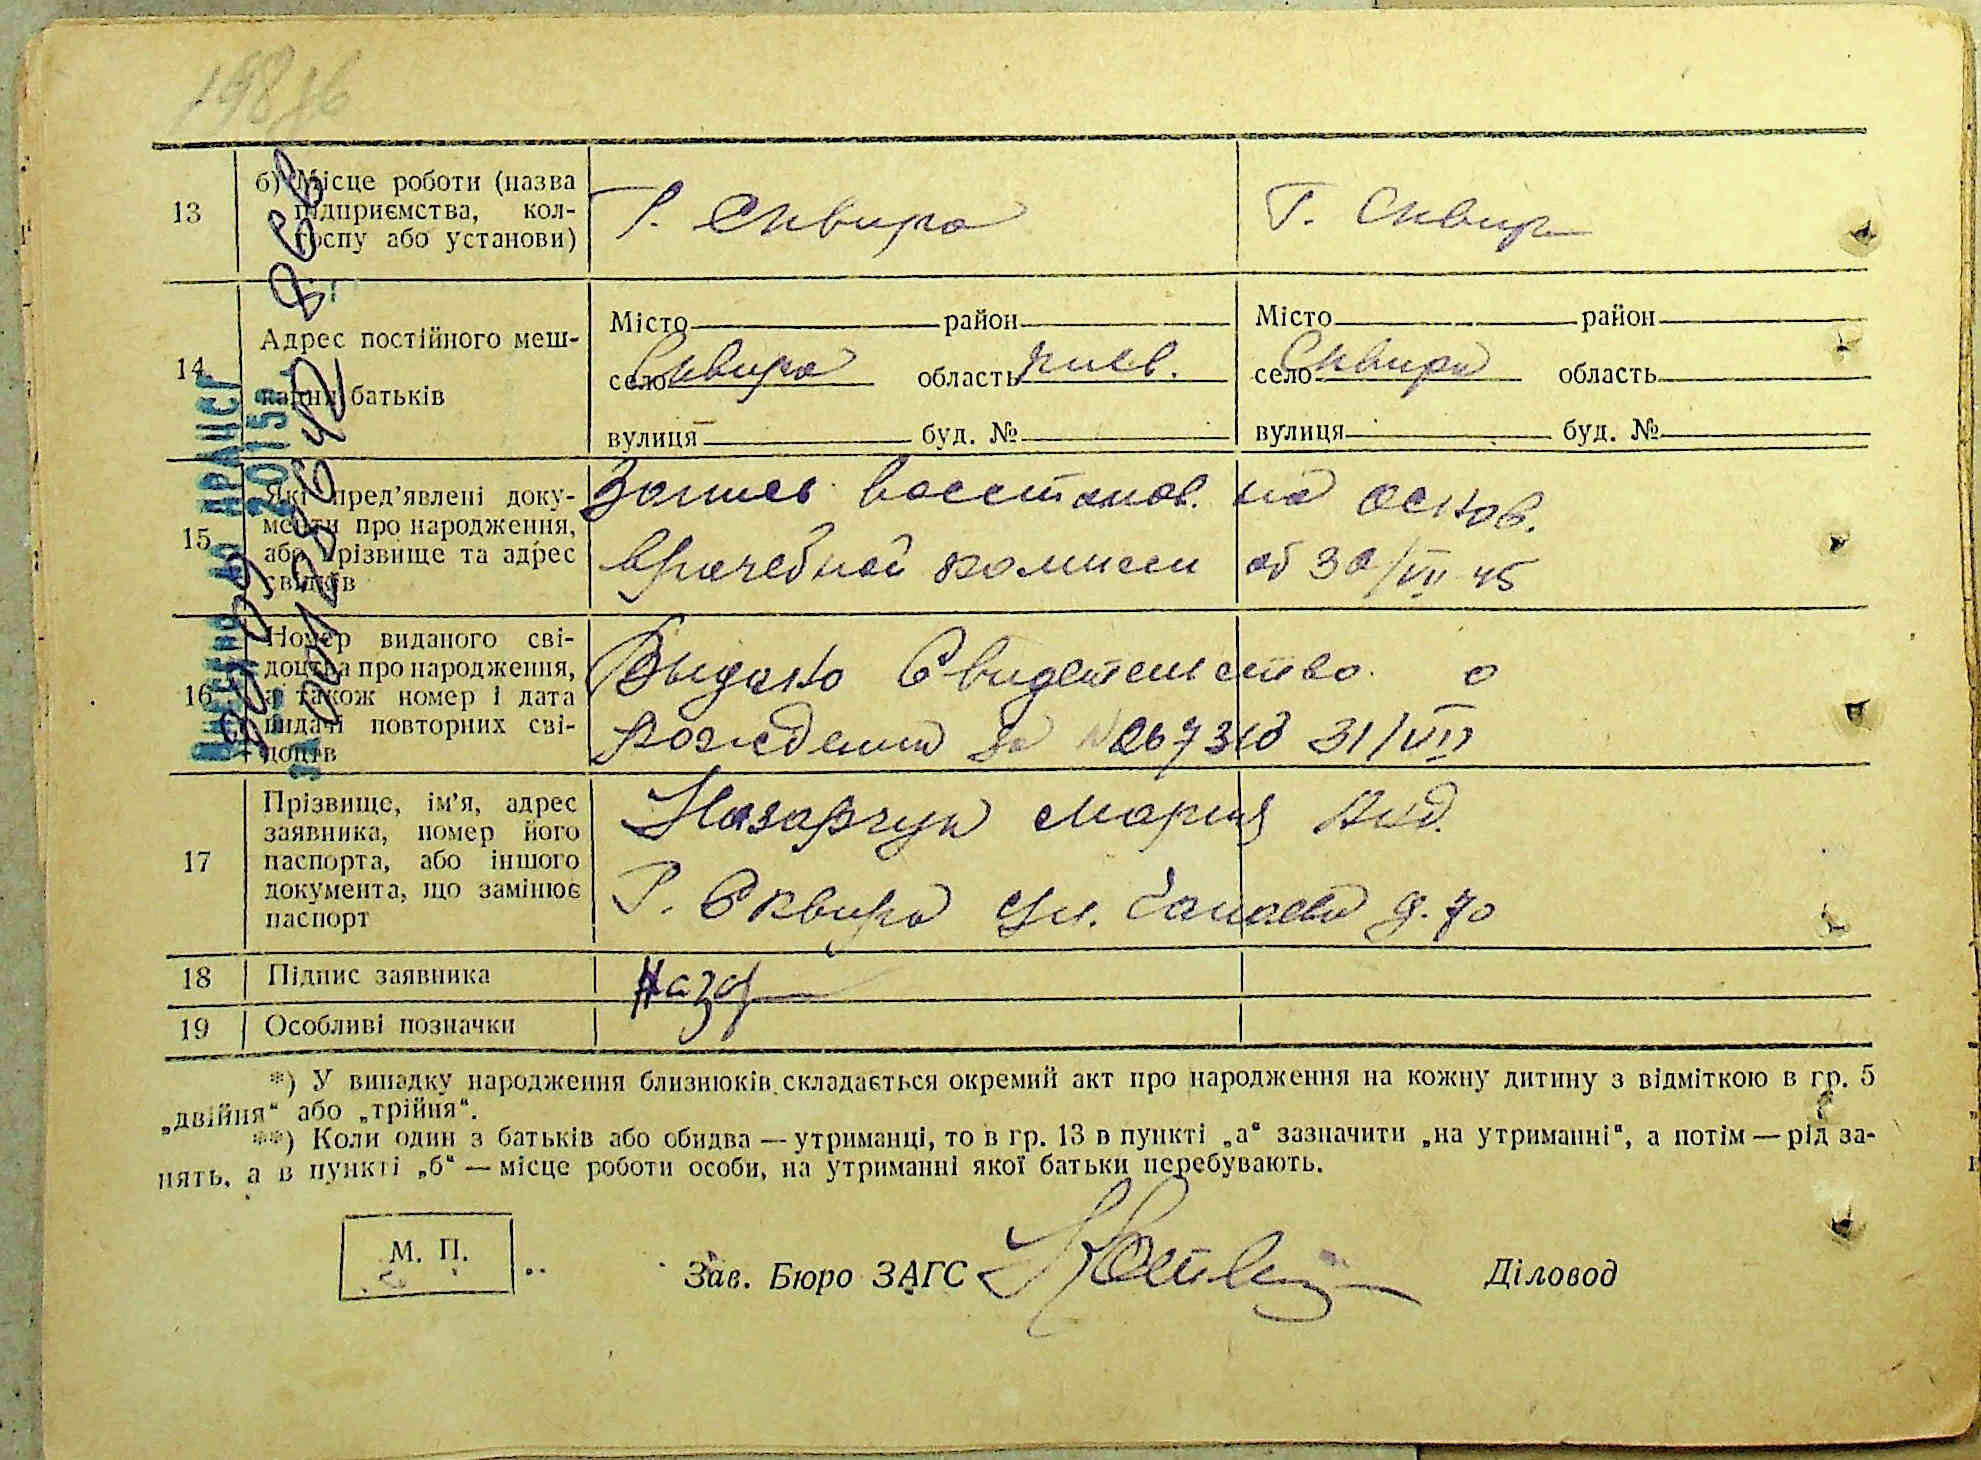 13
б) Місце роботи (назва
підприємства, кол-
госпу або установи)
Г. Сквира
Г. Сквир
14
Адрес постійного меш-
кання батьків
Місто район
село Сквира область Киев.
вулиця буд. №
Місто район
село Сквира область
вулиця буд. №
15
Які пред’явлені доку-
менти про народження,
або прізвище та адрес
свідків
Запись восстанов. на основ.
врачебной комиссии от 30/VII 45
16
Номер виданого сві-
доцтва про народження,
а також номер і дата
видачі повторних сві-
доцтв
Выдано Свидетельство о
рождении за N 31/VII
17
Прізвище, ім’я, адрес
заявника, номер його
паспорта, або іншого
документа, що замінює
паспорт
Назарчук Мария Анд.
Г. Сквира ул. Чапаева д. 70
18
Підпис заявника
Назар
19
Особливі позначки
*) У випадку народження близнюків складається окремий акт про народження на кожну дитину з відміткою в гр. 5
„двійня“ або „трійня“.
**) Коли один з батьків або обидва — утриманці, то в гр. 13 в пункті „а“ зазначити „на утриманні“, а потім — рід за-
нять, а в пункті „б“ — місце роботи особи, на утриманні якої батьки перебувають.
М. П.
Зав. Бюро ЗАГС
Діловод